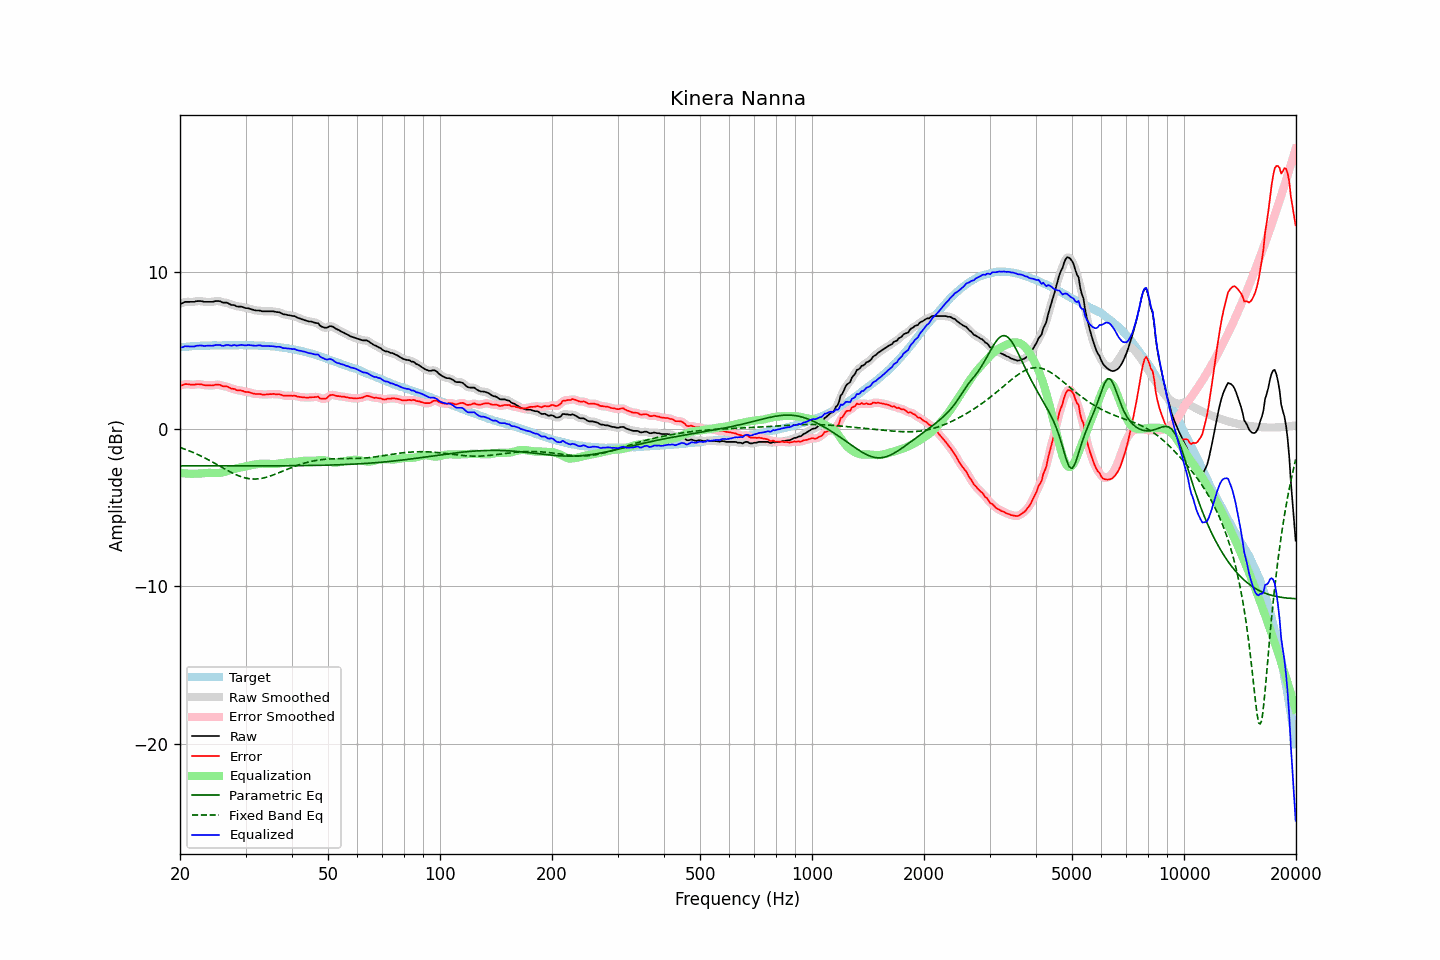 Kinera Nanna
Amplitude (dBr)
10
0
−10
−20
Target
Raw Smoothed
Error Smoothed
Raw
Error
Equalization
Parametric Eq
Fixed Band Eq
Equalized
20 50 100 200 500 1000 2000 5000 10000 20000
Frequency (Hz)